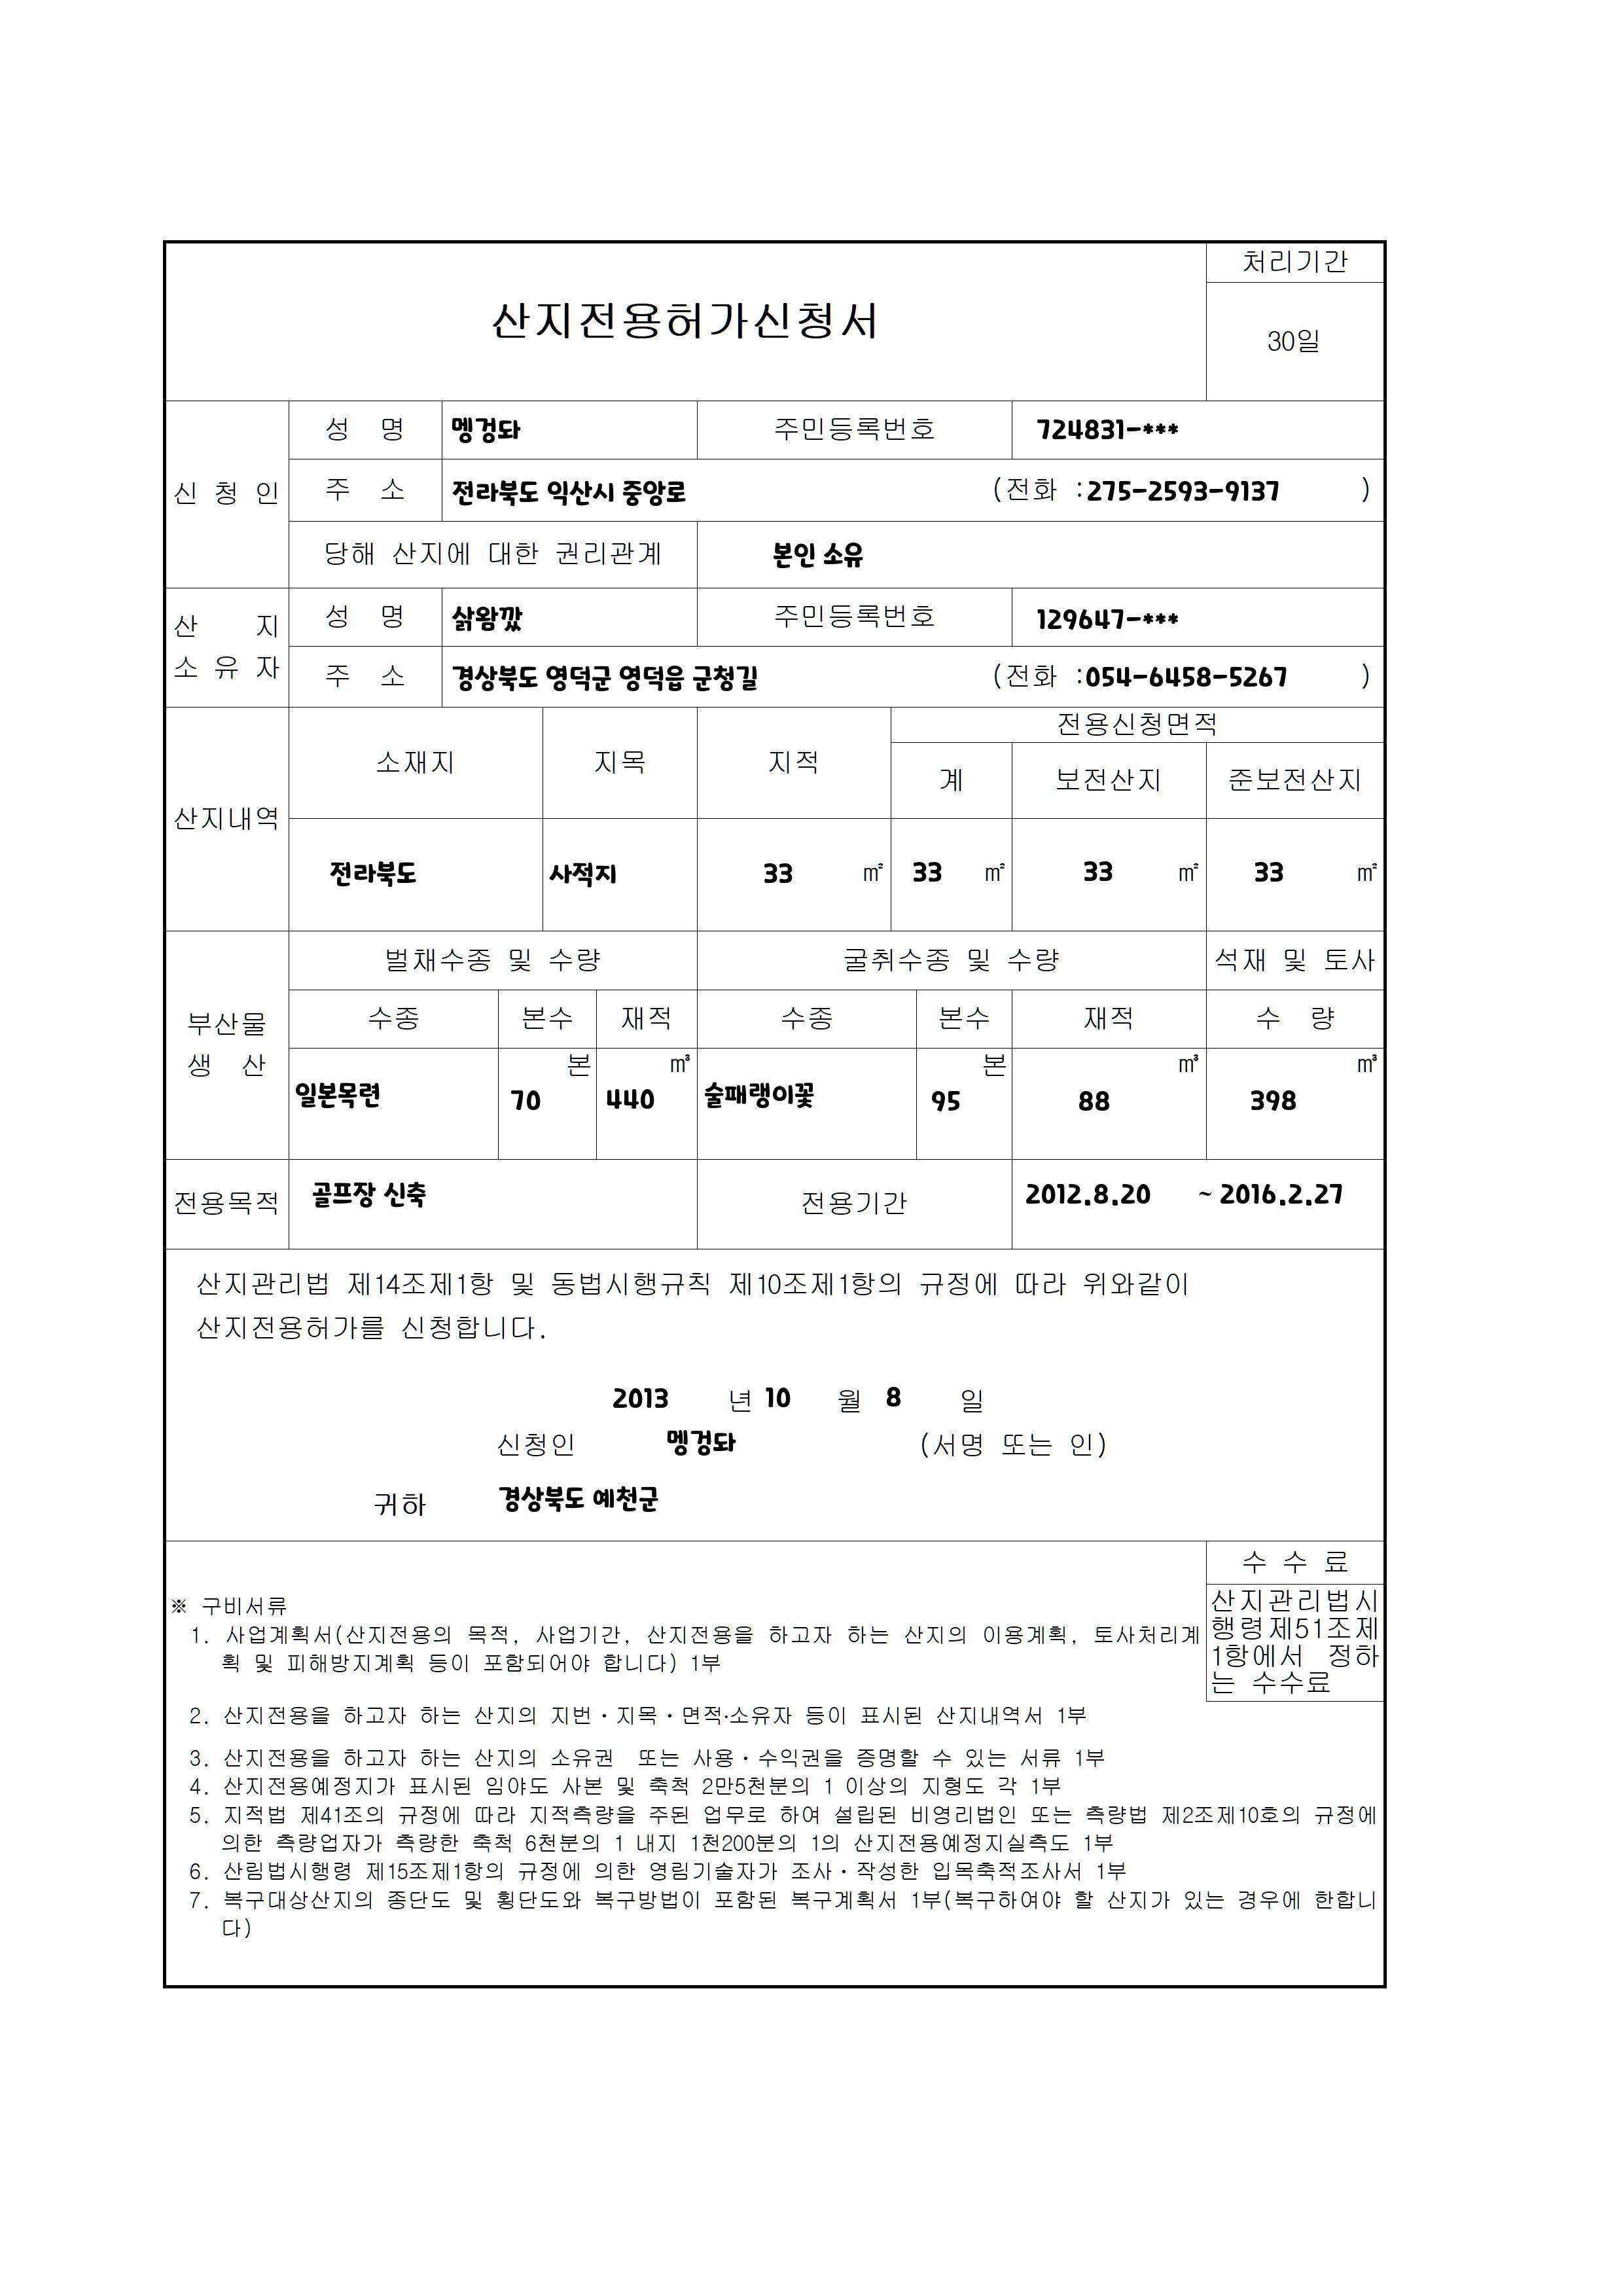 처리기간
산지전용허가신청서
30일
신 청 인
성 명 멩겅돠 주민등록번호 724831-***
주 소 전라북도 익산시 중앙로 (전화 :275-2593-9137 )
당해 산지에 대한 권리관계 본인 소유
산 지
소 유 자
성 명 삵왐깠 주민등록번호 129647-***
주 소 경상북도 영덕군 영덕읍 군청길 (전화 :054-6458-5267 )
산지내역
소재지 지목 지적 전용신청면적
계 보전산지 준보전산지
전라북도 사적지 33 ㎡ 33 ㎡ 33 ㎡ 33 ㎡
부산물
생 산
벌채수종 및 수량 굴취수종 및 수량 석재 및 토사
수종 본수 재적 수종 본수 재적 수 량
본 ㎥ 본 ㎥ ㎥
일본목련 70 440 술패랭이꽃 95 88 398
전용목적 골프장 신축 전용기간 2012.8.20 ~ 2016.2.27
산지관리법 제14조제1항 및 동법시행규칙 제10조제1항의 규정에 따라 위와같이
산지전용허가를 신청합니다.
2013 년 10 월 8 일
신청인 멩겅돠 (서명 또는 인)
귀하 경상북도 예천군
수 수 료
산지관리법시
행령제51조제
1항에서 정하
는 수수료
※ 구비서류
1. 사업계획서(산지전용의 목적, 사업기간, 산지전용을 하고자 하는 산지의 이용계획, 토사처리계
획 및 피해방지계획 등이 포함되어야 합니다) 1부
2. 산지전용을 하고자 하는 산지의 지번·지목·면적·소유자 등이 표시된 산지내역서 1부
3. 산지전용을 하고자 하는 산지의 소유권 또는 사용·수익권을 증명할 수 있는 서류 1부
4. 산지전용예정지가 표시된 임야도 사본 및 축척 2만5천분의 1 이상의 지형도 각 1부
5. 지적법 제41조의 규정에 따라 지적측량을 주된 업무로 하여 설립된 비영리법인 또는 측량법 제2조제10호의 규정에
의한 측량업자가 측량한 축척 6천분의 1 내지 1천200분의 1의 산지전용예정지실측도 1부
6. 산림법시행령 제15조제1항의 규정에 의한 영림기술자가 조사·작성한 입목축적조사서 1부
7. 복구대상산지의 종단도 및 횡단도와 복구방법이 포함된 복구계획서 1부(복구하여야 할 산지가 있는 경우에 한합니
다)